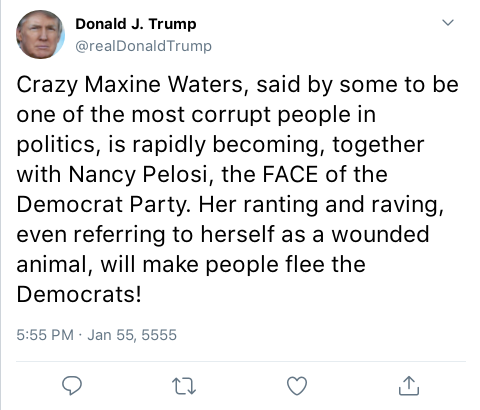 Donald J. Trump
@realDonaldTrump
Crazy Maxine Waters, said by some to be
one of the most corrupt people in
politics, is rapidly becoming, together
with Nancy Pelosi, the FACE of the
Democrat Party. Her ranting and raving,
even referring to herself as a wounded
animal, will make people flee the
Democrats!
5:55 PM · Jan 55, 5555